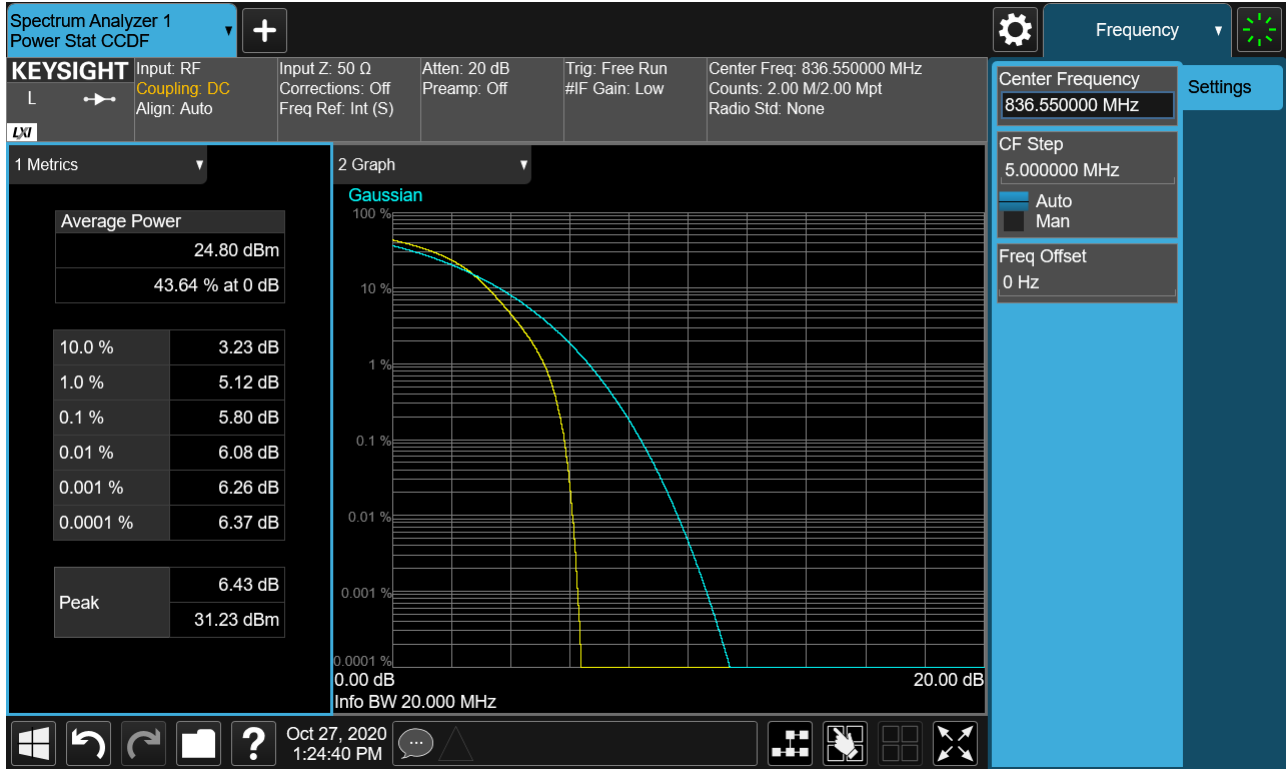 Spectrum Analyzer 1
Power Stat CCDF
Frequency
KEYSIGHT
L
LXI
Input: RF
Coupling: DC
Align: Auto
Input Z: 50 Ω
Corrections: Off
Freq Ref: Int (S)
Atten: 20 dB
Preamp: Off
Trig: Free Run
#IF Gain: Low
Center Freq: 836.550000 MHz
Counts: 2.00 M/2.00 Mpt
Radio Std: None
Center Frequency
836.550000 MHz
Settings
CF Step
5.000000 MHz
Auto
Man
Freq Offset
0 Hz
1 Metrics
Average Power
24.80 dBm
43.64 % at 0 dB
10.0 % 3.23 dB
1.0 % 5.12 dB
0.1 % 5.80 dB
0.01 % 6.08 dB
0.001 % 6.26 dB
0.0001 % 6.37 dB
Peak
6.43 dB
31.23 dBm
2 Graph
Gaussian
100 %
10 %
1 %
0.1 %
0.01 %
0.001 %
0.0001 %
0.00 dB 20.00 dB
Info BW 20.000 MHz
?
Oct 27, 2020
1:24:40 PM